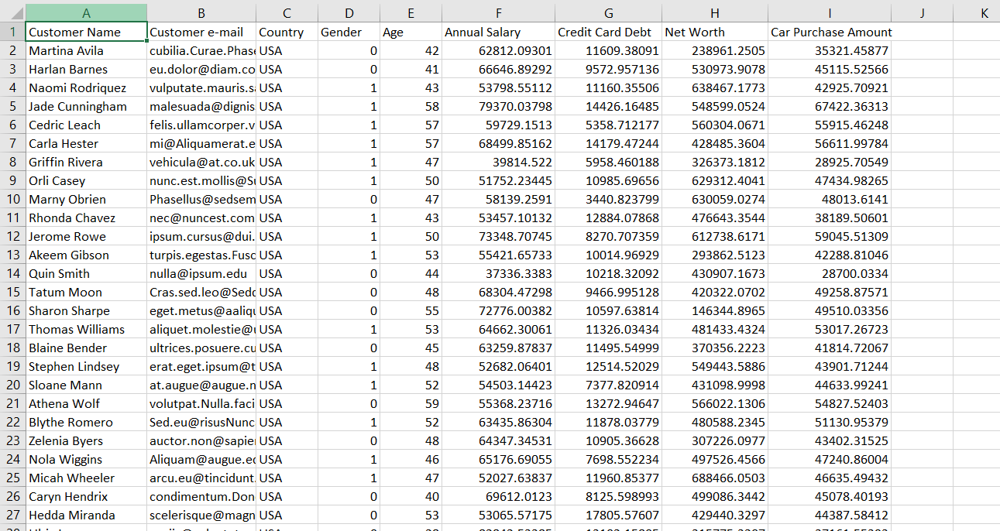 A B C D E F G H I J K
1 Customer Name Customer e-mail Country Gender Age Annual Salary Credit Card Debt Net Worth Car Purchase Amount
2 Martina Avila cubilia.Curae.Phase USA 0 42 62812.09301 11609.38091 238961.2505 35321.45877
3 Harlan Barnes eu.dolor@diam.co USA 0 41 66646.89292 9572.957136 530973.9078 45115.52566
4 Naomi Rodriquez vulputate.mauris.sa USA 1 43 53798.55112 11160.35506 638467.1773 42925.70921
5 Jade Cunningham malesuada@dignis USA 1 58 79370.03798 14426.16485 548599.0524 67422.36313
6 Cedric Leach felis.ullamcorper.v USA 1 57 59729.1513 5358.712177 560304.0671 55915.46248
7 Carla Hester mi@Aliquamerat.e USA 1 57 68499.85162 14179.47244 428485.3604 56611.99784
8 Griffin Rivera vehicula@at.co.uk USA 1 47 39814.522 5958.460188 326373.1812 28925.70549
9 Orli Casey nunc.est.mollis@Su USA 1 50 51752.23445 10985.69656 629312.4041 47434.98265
10 Marny Obrien Phasellus@sedsem USA 0 47 58139.2591 3440.823799 630059.0274 48013.6141
11 Rhonda Chavez nec@nuncest.com USA 1 43 53457.10132 12884.07868 476643.3544 38189.50601
12 Jerome Rowe ipsum.cursus@dui. USA 1 50 73348.70745 8270.707359 612738.6171 59045.51309
13 Akeem Gibson turpis.egestas.Fusc USA 1 53 55421.65733 10014.96929 293862.5123 42288.81046
14 Quin Smith nulla@ipsum.edu USA 0 44 37336.3383 10218.32092 430907.1673 28700.0334
15 Tatum Moon Cras.sed.leo@Sedc USA 0 48 68304.47298 9466.995128 420322.0702 49258.87571
16 Sharon Sharpe eget.metus@aaliqu USA 0 55 72776.00382 10597.63814 146344.8965 49510.03356
17 Thomas Williams aliquet.molestie@u USA 1 53 64662.30061 11326.03434 481433.4324 53017.26723
18 Blaine Bender ultrices.posuere.cu USA 0 45 63259.87837 11495.54999 370356.2223 41814.72067
19 Stephen Lindsey erat.eget.ipsum@t USA 1 48 52682.06401 12514.52029 549443.5886 43901.71244
20 Sloane Mann at.augue@augue.n USA 1 52 54503.14423 7377.820914 431098.9998 44633.99241
21 Athena Wolf volutpat.Nulla.faci USA 0 59 55368.23716 13272.94647 566022.1306 54827.52403
22 Blythe Romero Sed.eu@risusNunc USA 1 52 63435.86304 11878.03779 480588.2345 51130.95379
23 Zelenia Byers auctor.non@sapie USA 0 48 64347.34531 10905.36628 307226.0977 43402.31525
24 Nola Wiggins Aliquam@augue.ed USA 1 46 65176.69055 7698.552234 497526.4566 47240.86004
25 Micah Wheeler arcu.eu@tincidunt. USA 1 47 52027.63837 11960.85377 688466.0503 46635.49432
26 Caryn Hendrix condimentum.Don USA 0 40 69612.0123 8125.598993 499086.3442 45078.40193
27 Hedda Miranda scelerisque@magn USA 0 53 53065.57175 17805.57607 429440.3297 44387.58412